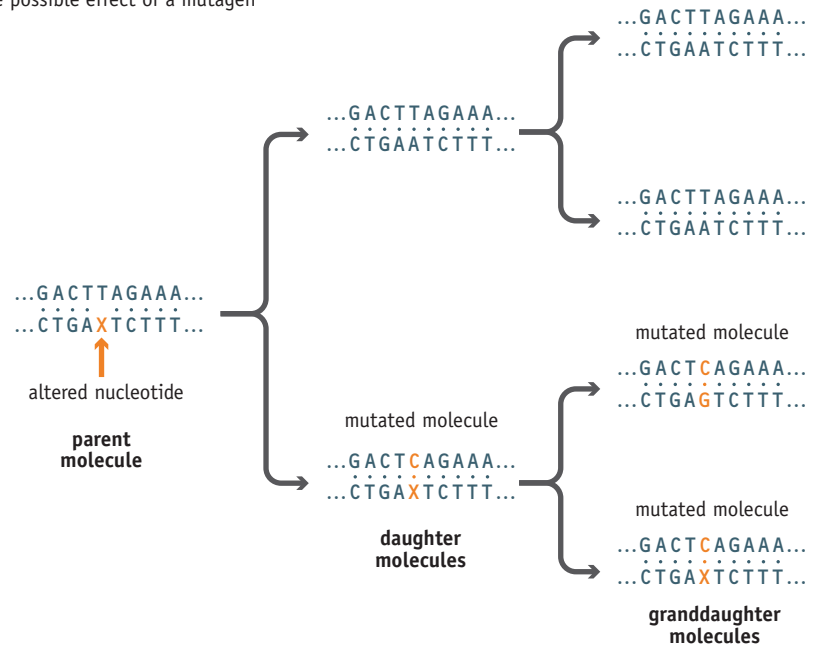 possible effect of a mutagen
...GACTTAGAAA...
...CTGAATCTTT...
...GACTTAGAAA...
...CTGAATCTTT...
...GACTTAGAAA...
...CTGAATCTTT...
...GACTTAGAAA...
...CTGAXTCTTT...
altered nucleotide
parent
molecule
mutated molecule
...GACTCAGAAA...
...CTGAXTCTTT...
daughter
molecules
mutated molecule
...GACTCAGAAA...
...CTGAGTCTTT...
mutated molecule
...GACTCAGAAA...
...CTGAXTCTTT...
granddaughter
molecules